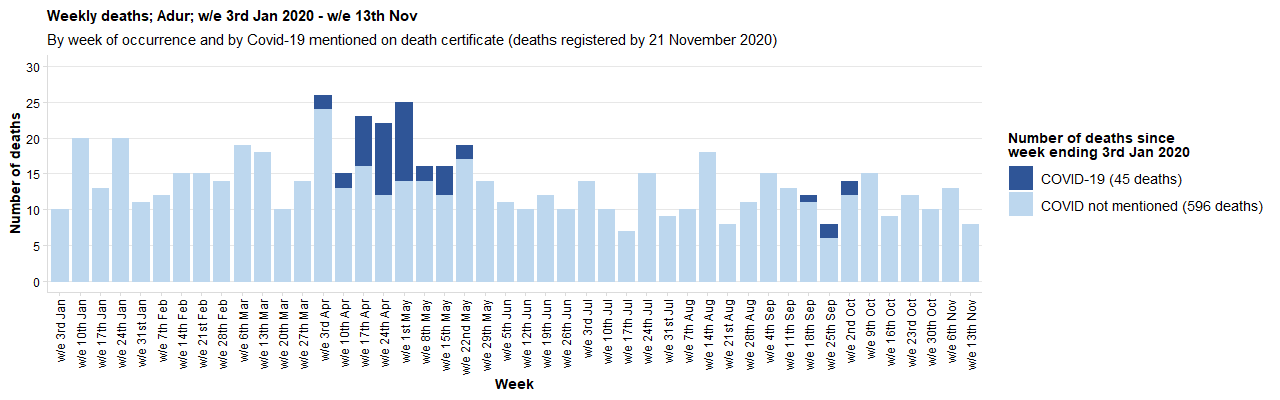 Weekly deaths; Adur; w/e 3rd Jan 2020 - w/e 13th Nov
By week of occurrence and by Covid-19 mentioned on death certificate (deaths registered by 21 November 2020)
Number of deaths
30
25
20
15
10
5
0
w/e 3rd Jan
w/e 10th Jan
w/e 17th Jan
w/e 24th Jan
w/e 31st Jan
w/e 7th Feb
w/e 14th Feb
w/e 21st Feb
w/e 28th Feb
w/e 6th Mar
w/e 13th Mar
w/e 20th Mar
w/e 27th Mar
w/e 3rd Apr
w/e 10th Apr
w/e 17th Apr
w/e 24th Apr
w/e 1st May
w/e 8th May
w/e 15th May
w/e 22nd May
w/e 29th May
w/e 5th Jun
w/e 12th Jun
w/e 19th Jun
w/e 26th Jun
w/e 3rd Jul
w/e 10th Jul
w/e 17th Jul
w/e 24th Jul
w/e 31st Jul
w/e 7th Aug
w/e 14th Aug
w/e 21st Aug
w/e 28th Aug
w/e 4th Sep
w/e 11th Sep
w/e 18th Sep
w/e 25th Sep
w/e 2nd Oct
w/e 9th Oct
w/e 16th Oct
w/e 23rd Oct
w/e 30th Oct
w/e 6th Nov
w/e 13th Nov
Week
Number of deaths since
week ending 3rd Jan 2020
COVID-19 (45 deaths)
COVID not mentioned (596 deaths)